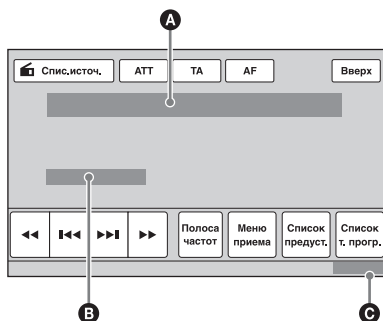 A
Спис.источ. ATT TA AF Вверх
Полоса частот
Меню приема
Список предуст.
Список т. прогр.
B C